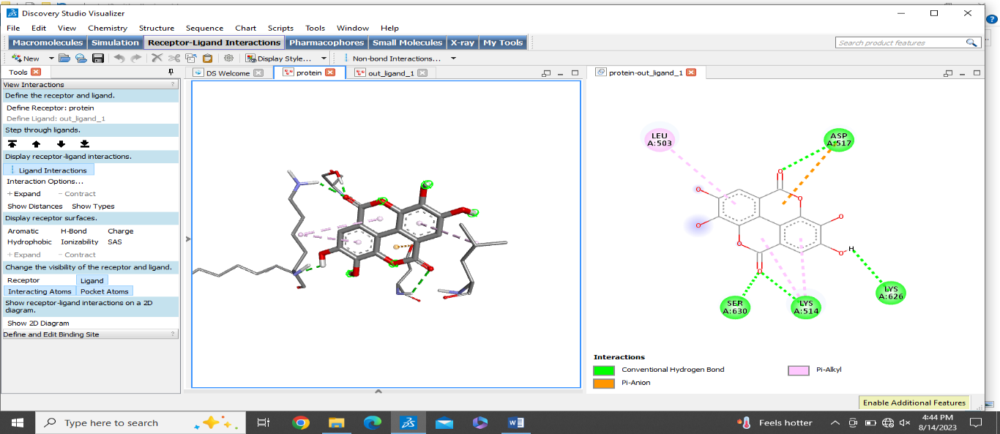 Discovery Studio Visualizer
File Edit View Chemistry Structure Sequence Chart Scripts Tools Window Help
Macromolecules Simulation Receptor-Ligand Interactions Pharmacophores Small Molecules X-ray My Tools
Search product features
New Display Style... Non-bond Interactions...
Tools DS Welcome protein out_ligand_1 protein-out_ligand_1
View Interactions ?
Define the receptor and ligand.
Define Receptor: protein
Define Ligand: out_ligand_1
Step through ligands.
Display receptor-ligand interactions.
Ligand Interactions
Interaction Options...
+ Expand - Contract
Show Distances Show Types
Display receptor surfaces.
Aromatic H-Bond Charge
Hydrophobic Ionizability SAS
+ Expand - Contract
Change the visibility of the receptor and ligand.
Receptor Ligand
Interacting Atoms Pocket Atoms
Show receptor-ligand interactions on a 2D
diagram.
Show 2D Diagram
Define and Edit Binding Site ?
LEU
A:503
ASP
A:517
O
O
O
O
O
O
O
O
H
LYS
A:626
SER
A:630
LYS
A:514
Interactions
Conventional Hydrogen Bond
Pi-Anion
Pi-Alkyl
Enable Additional Features
Type here to search
Feels hotter
4:44 PM
8/14/2023